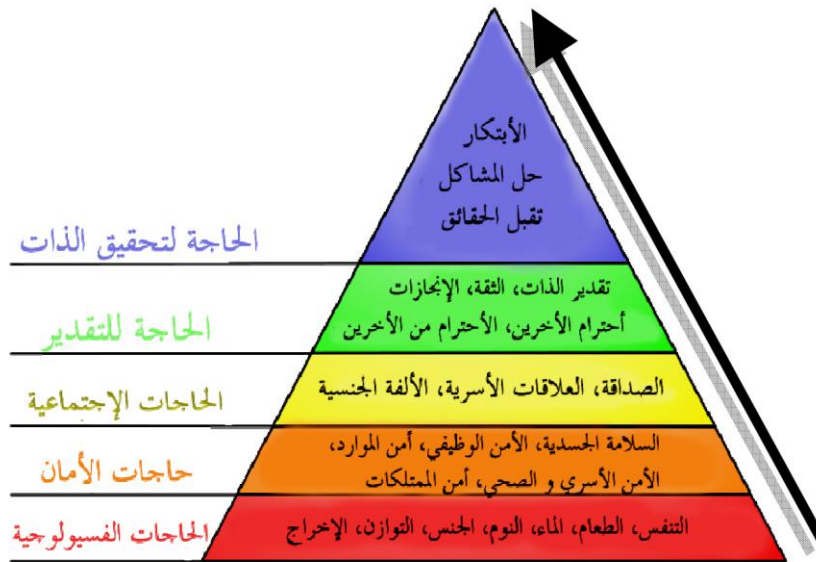 الأبتكار
حل المشاكل
تقبل الحقائق
الحاجة لتحقيق الذات
تقدير الذات، الثقة، الإنجازات
أحترام الأخرين، الأحترام من الأخرين
الحاجة للتقدير
الصداقة، العلاقات الأسرية، الألفة الجنسية
الحاجات الإجتماعية
السلامة الجسدية، الأمن الوظيفي، أمن الموارد،
الأمن الأسري و الصحي، أمن الممتلكات
حاجات الأمان
التنفس، الطعام، الماء، النوم، الجنس، التوازن، الإخراج
الحاجات الفسيولوجية